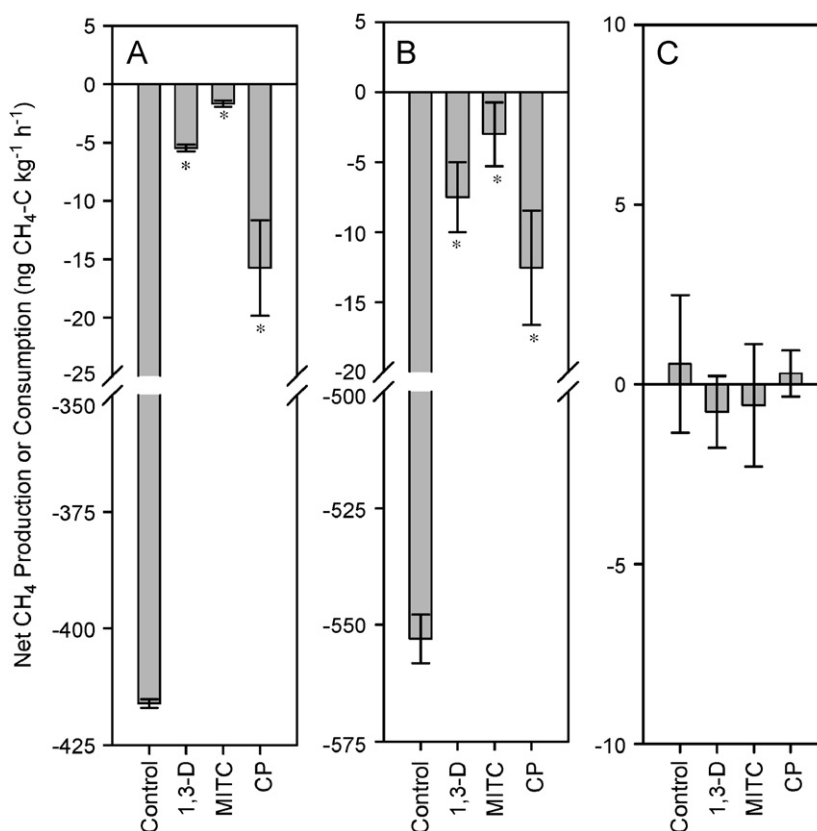 Net CH₄ Production or Consumption (ng CH₄-C kg⁻¹ h⁻¹)
A
5
0
-5
-10
-15
-20
-25
-350
-375
-400
-425
*
*
*
Control
1,3-D
MITC
CP
B
5
0
-5
-10
-15
-20
-500
-525
-550
-575
*
*
*
Control
1,3-D
MITC
CP
C
10
5
0
-5
-10
Control
1,3-D
MITC
CP